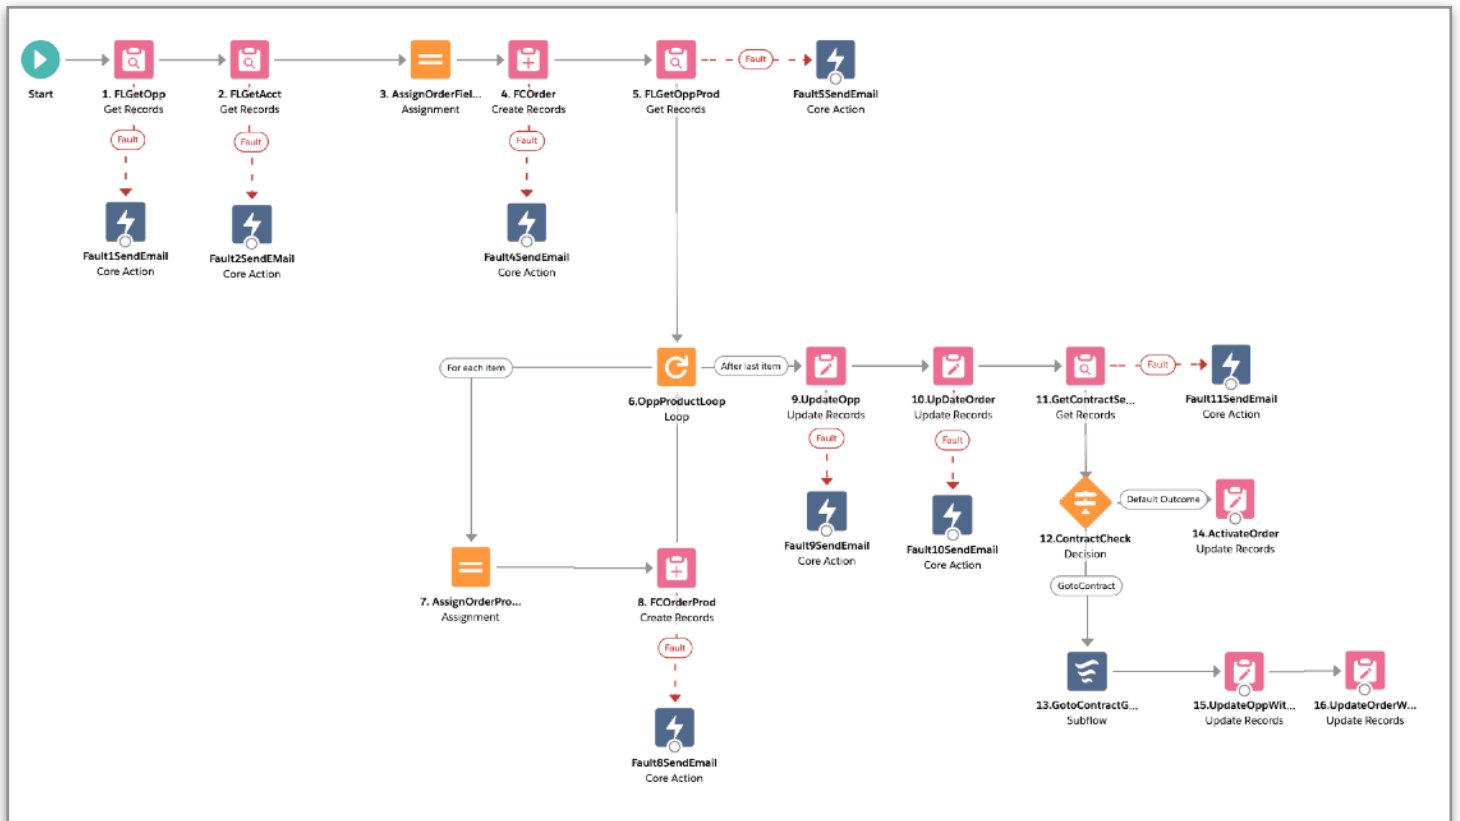 Start
1. FLGetOpp
Get Records
2. FLGetAcct
Get Records
3. AssignOrderFiel...
Assignment
4. FCOrder
Create Records
5. FLGetOppProd
Get Records
Fault
Fault5SendEmail
Core Action
Fault
Fault
Fault
Fault1SendEmail
Core Action
Fault2SendEMail
Core Action
Fault4SendEmail
Core Action
For each item
6.OppProductLoop
Loop
After last item
9.UpdateOpp
Update Records
10.UpDateOrder
Update Records
11.GetContractSe...
Get Records
Fault
Fault11SendEmail
Core Action
Fault
Fault
Fault9SendEmail
Core Action
Fault10SendEmail
Core Action
12.ContractCheck
Decision
Default Outcome
14.ActivateOrder
Update Records
GotoContract
7. AssignOrderPro...
Assignment
8. FCOrderProd
Create Records
Fault
Fault8SendEmail
Core Action
13.GotoContractG...
Subflow
15.UpdateOppWit...
Update Records
16.UpdateOrderW...
Update Records